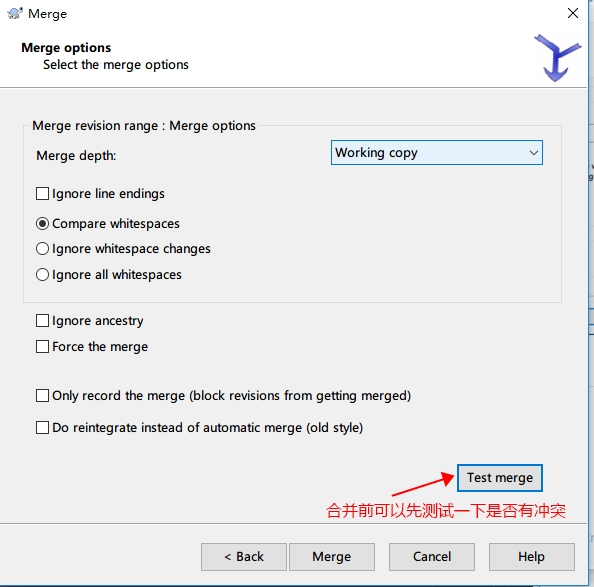 Merge
Merge options
Select the merge options
Merge revision range : Merge options
Merge depth:
Working copy
Ignore line endings
Compare whitespaces
Ignore whitespace changes
Ignore all whitespaces
Ignore ancestry
Force the merge
Only record the merge (block revisions from getting merged)
Do reintegrate instead of automatic merge (old style)
Test merge
合并前可以先测试一下是否有冲突
< Back
Merge
Cancel
Help